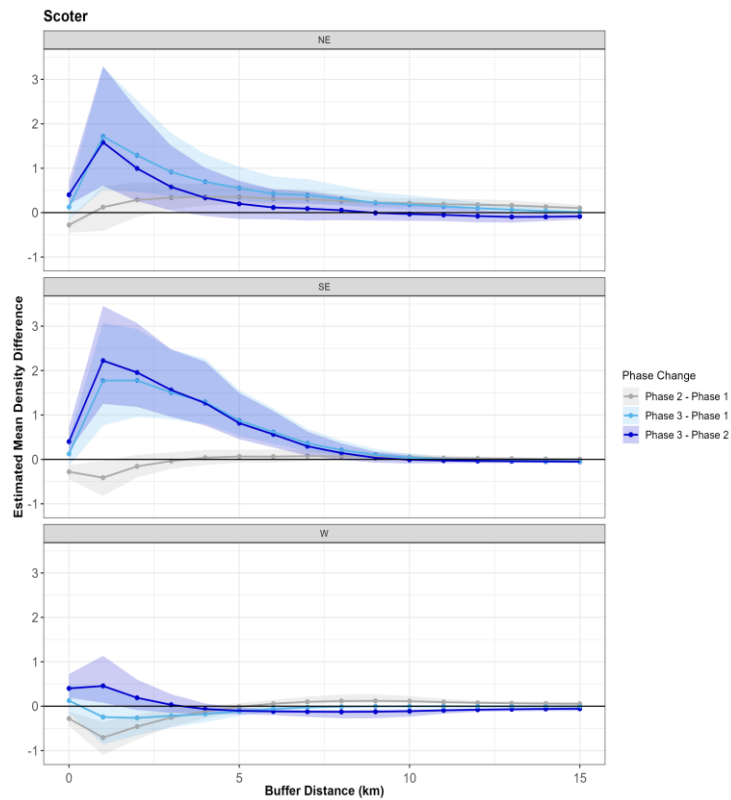 Scoter
NE
3
2
1
0
-1
SE
3
2
1
0
-1
Estimated Mean Density Difference
W
3
2
1
0
-1
0
5
10
15
Buffer Distance (km)
Phase Change
Phase 2 - Phase 1
Phase 3 - Phase 1
Phase 3 - Phase 2